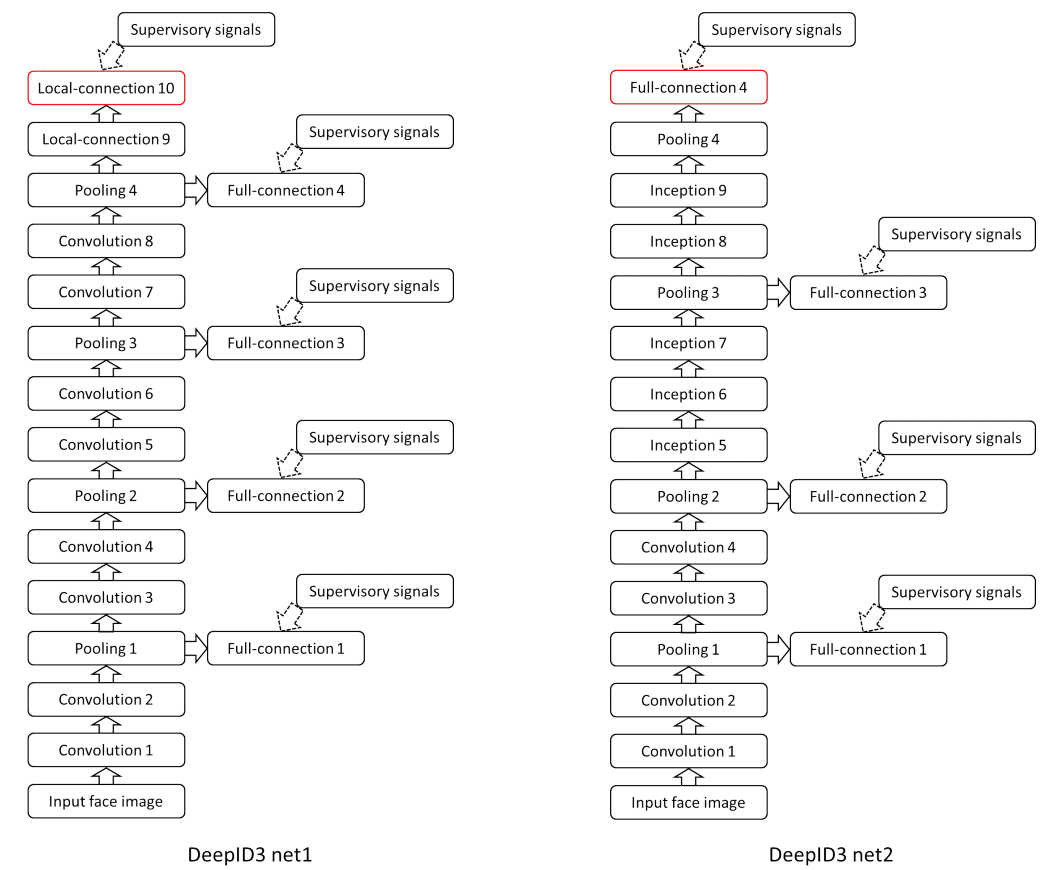 Supervisory signals
Local-connection 10
Local-connection 9
Supervisory signals
Pooling 4
Full-connection 4
Convolution 8
Convolution 7
Supervisory signals
Pooling 3
Full-connection 3
Convolution 6
Convolution 5
Supervisory signals
Pooling 2
Full-connection 2
Convolution 4
Convolution 3
Supervisory signals
Pooling 1
Full-connection 1
Convolution 2
Convolution 1
Input face image
DeepID3 net1
Supervisory signals
Full-connection 4
Pooling 4
Inception 9
Inception 8
Supervisory signals
Pooling 3
Full-connection 3
Inception 7
Inception 6
Inception 5
Supervisory signals
Pooling 2
Full-connection 2
Convolution 4
Convolution 3
Supervisory signals
Pooling 1
Full-connection 1
Convolution 2
Convolution 1
Input face image
DeepID3 net2